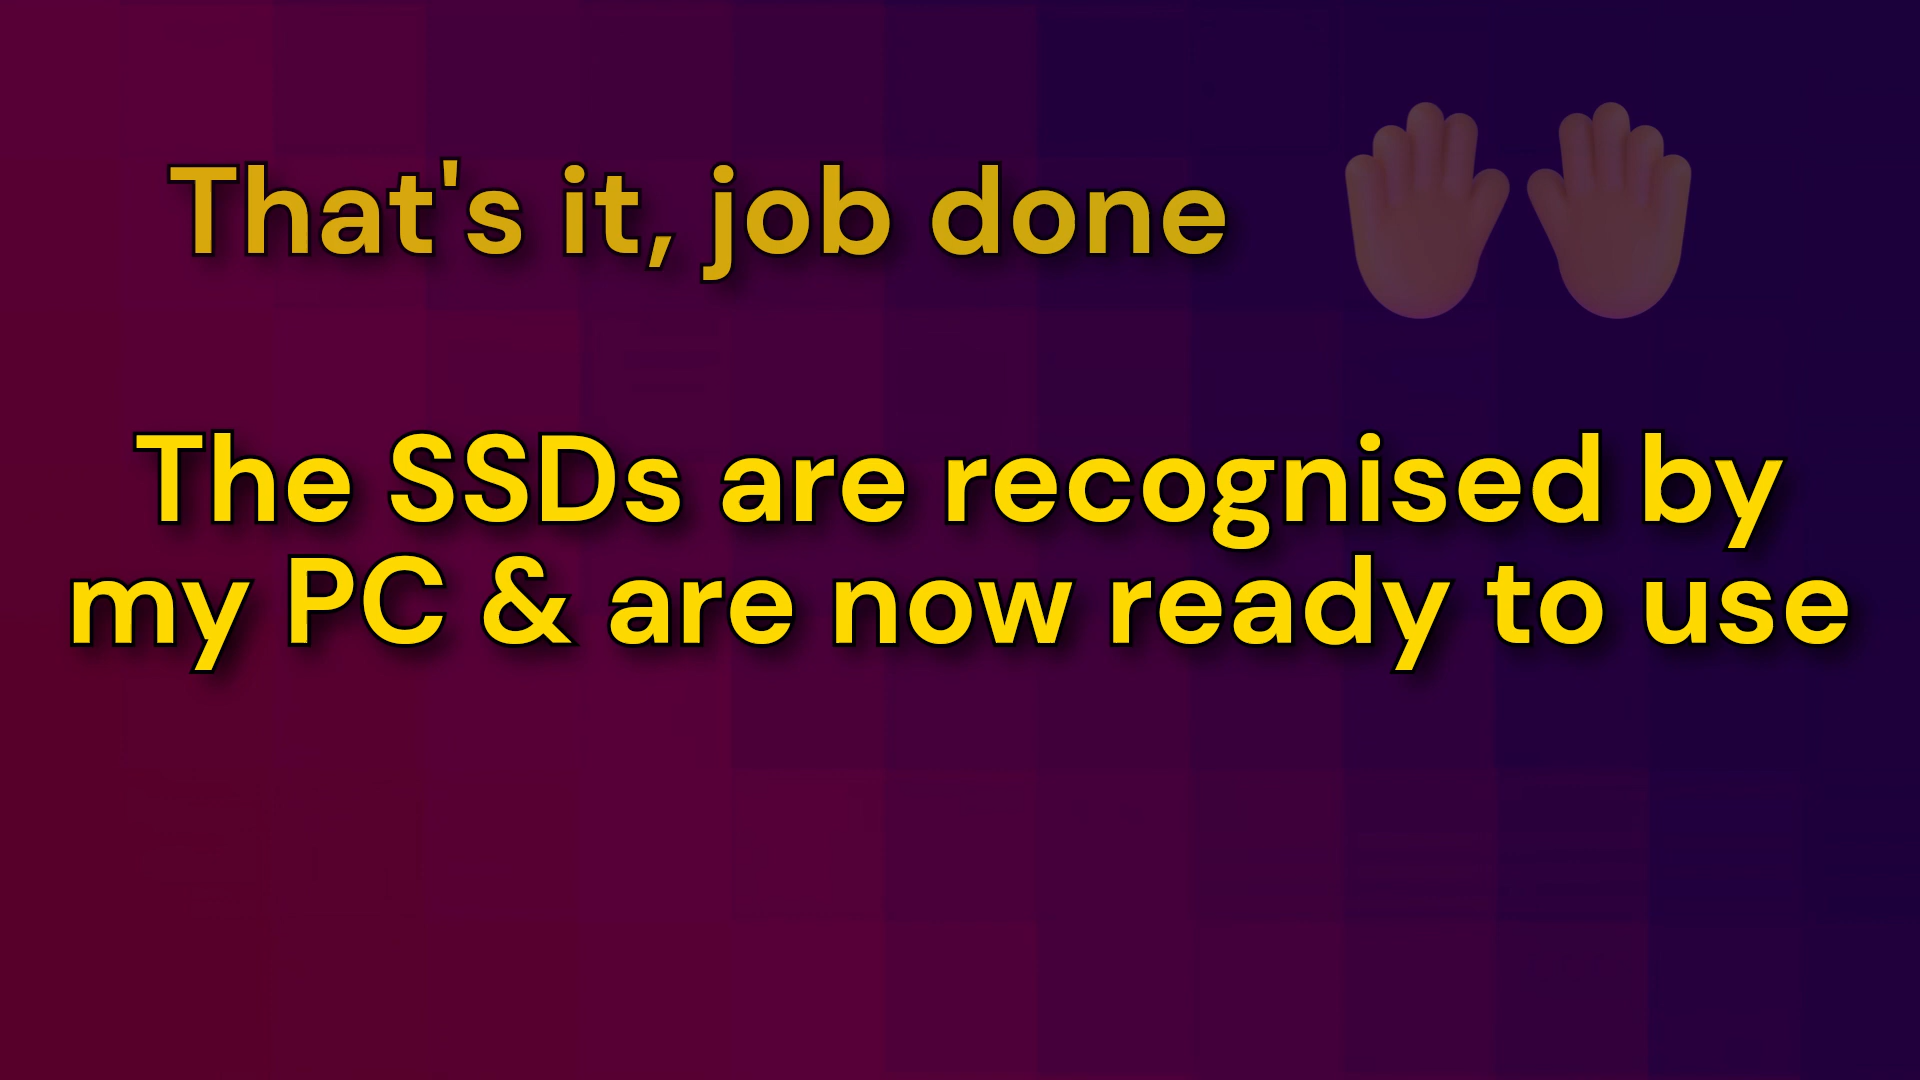 That's it, job done
The SSDs are recognised by
my PC & are now ready to use